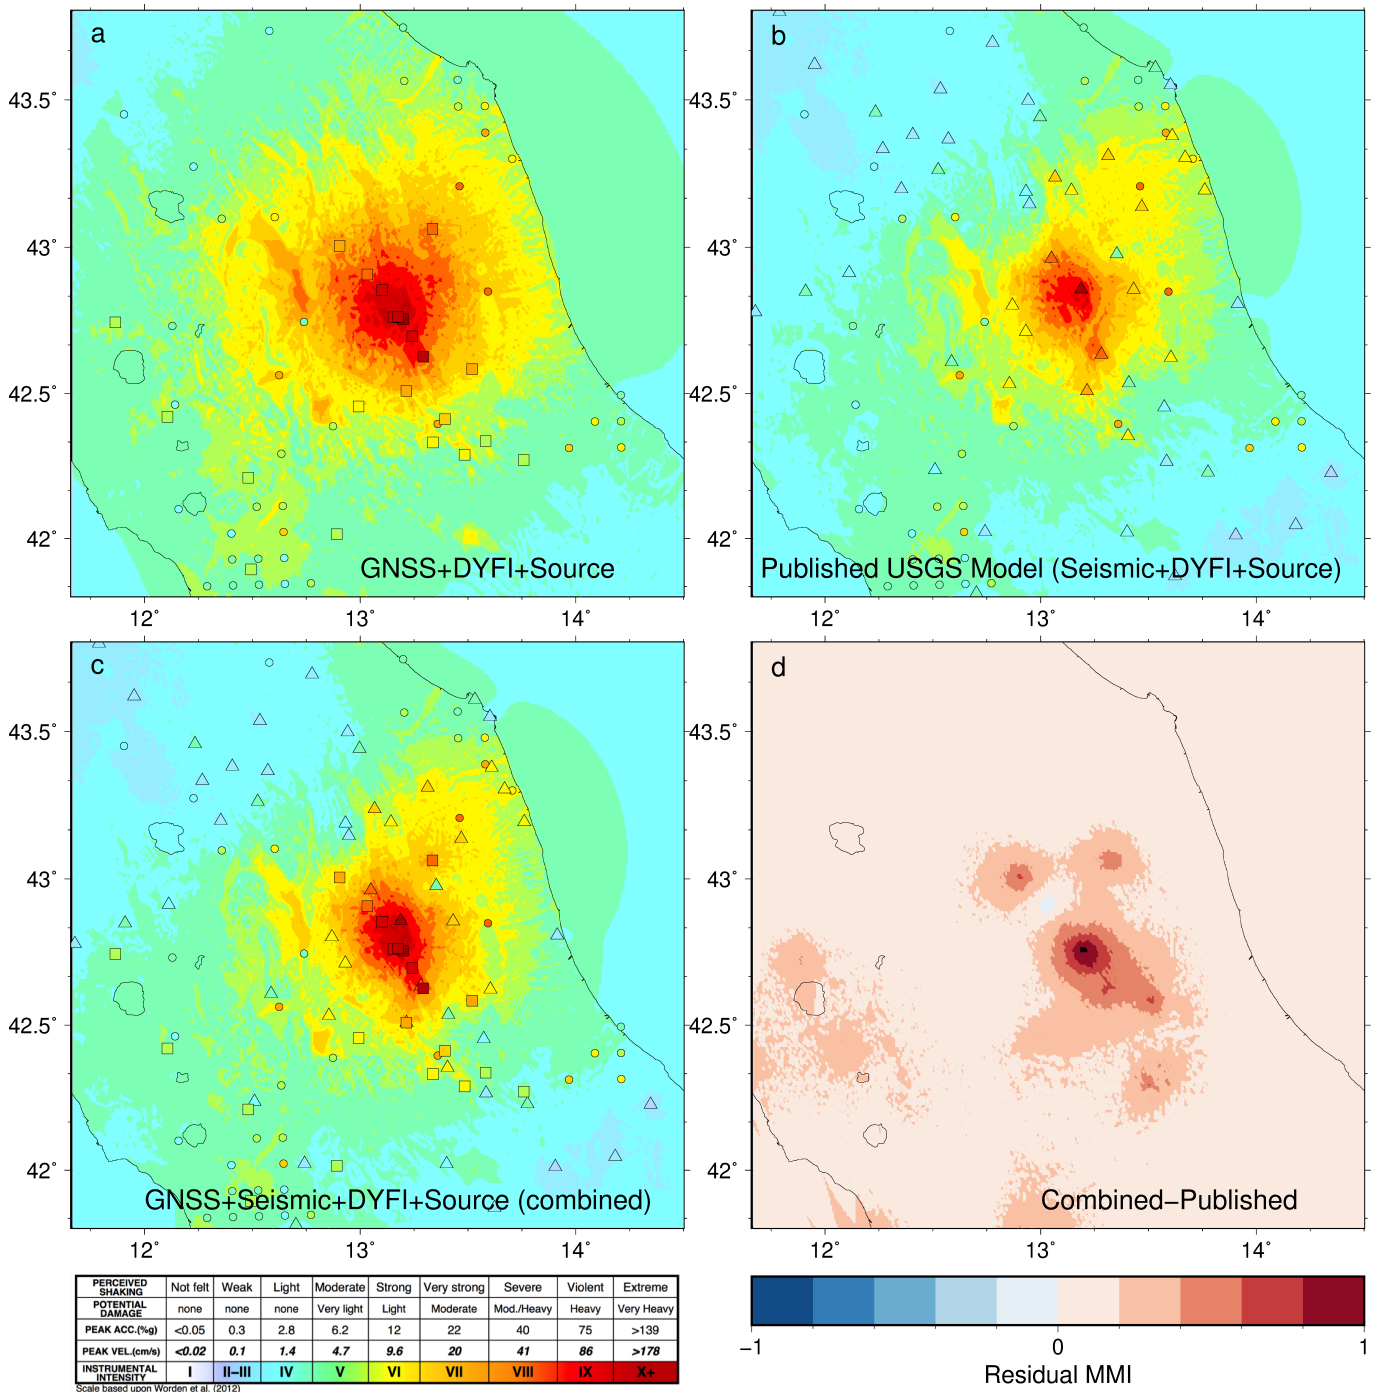 a
b
43.5˚
43.5˚
43˚
43˚
42.5˚
42.5˚
42˚
42˚
GNSS+DYFI+Source
Published USGS Model (Seismic+DYFI+Source)
12˚ 13˚ 14˚
12˚ 13˚ 14˚
c
d
43.5˚
43.5˚
43˚
43˚
42.5˚
42.5˚
42˚
42˚
GNSS+Seismic+DYFI+Source (combined)
Combined−Published
12˚ 13˚ 14˚
12˚ 13˚ 14˚
PERCEIVED SHAKING Not felt Weak Light Moderate Strong Very strong Severe Violent Extreme
POTENTIAL DAMAGE none none none Very light Light Moderate Mod./Heavy Heavy Very Heavy
PEAK ACC.(%g) <0.05 0.3 2.8 6.2 12 22 40 75 >139
PEAK VEL.(cm/s) <0.02 0.1 1.4 4.7 9.6 20 41 86 >178
INSTRUMENTAL INTENSITY I II−III IV V VI VII VIII IX X+
Scale based upon Worden et al. (2012)
−1 0 1
Residual MMI